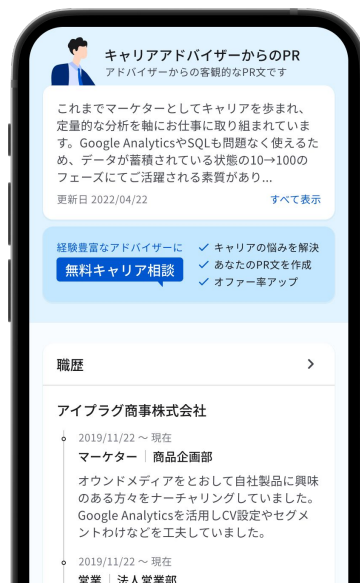 キャリアアドバイザーからのPR
アドバイザーからの客観的なPR文です
これまでマーケターとしてキャリアを歩まれ、
定量的な分析を軸にお仕事に取り組まれていま
す。Google AnalyticsやSQLも問題なく使えるた
め、データが蓄積されている状態の10→100の
フェーズにてご活躍される素質があり...
更新日 2022/04/22 すべて表示
経験豊富なアドバイザーに
無料キャリア相談
キャリアの悩みを解決
あなたのPR文を作成
オファー率アップ
職歴
アイプラグ商事株式会社
2019/11/22 ～ 現在
マーケター｜商品企画部
オウンドメディアをとおして自社製品に興味
のある方々をナーチャリングしていました。
Google Analyticsを活用しCV設定やセグメ
ントわけなどを工夫していました。
2019/11/22 ～ 現在
営業｜法人営業部